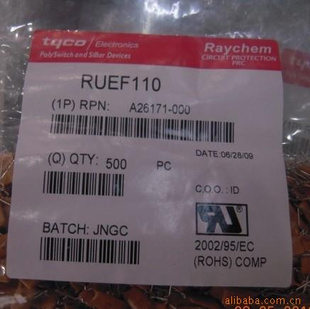 tyco Electronics
PolySwitch and SiBar Devices
Raychem
CIRCUIT PROTECTION
PRC
RUEF110
(1P) RPN: A26171-000
DATE:06/28/09
(Q) QTY: 500 PC
C.O.O.:ID
BATCH: JNGC
2002/95/EC
(ROHS) COMP
alibaba.com.cn